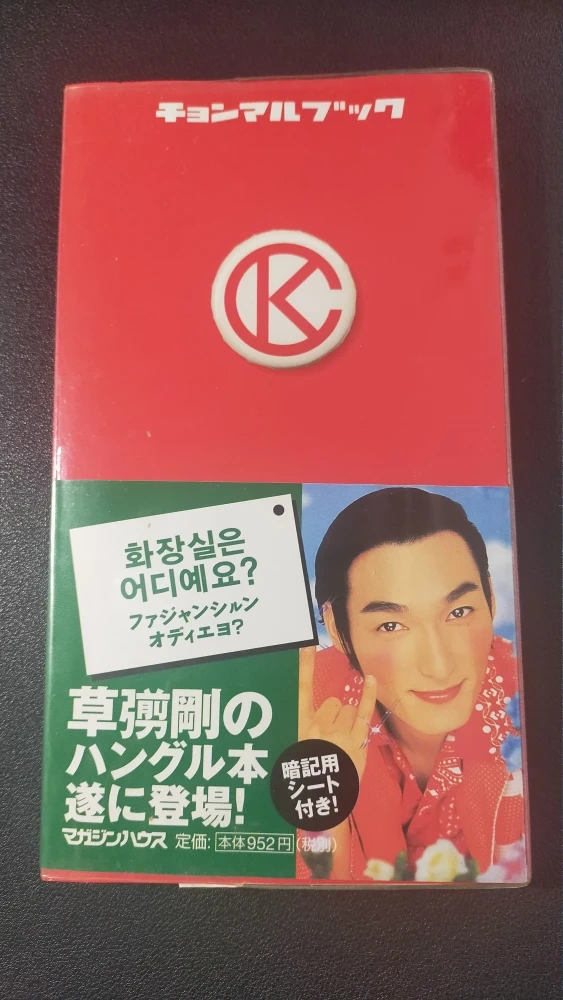 チョンマルブック
CK
화장실은
어디예요?
ファジャンシルン
オディエヨ?
草彅剛の
ハングル本
遂に登場!
暗記用
シート
付き!
マガジンハウス 定価: 本体952円(税別)